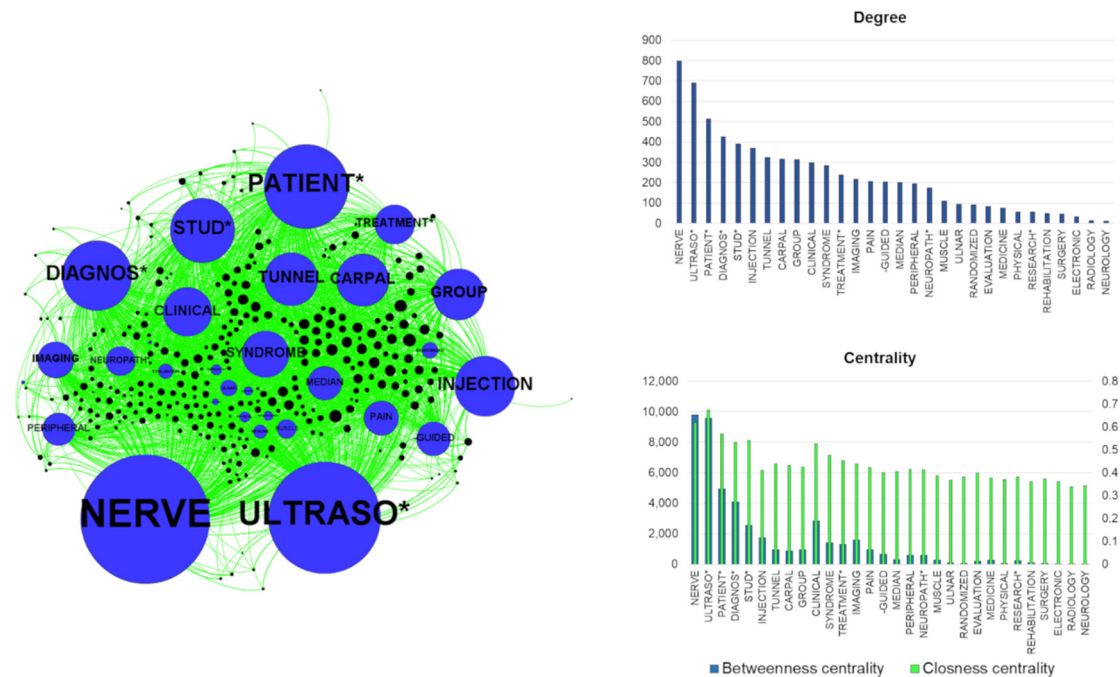 PATIENT*
STUD*
TREATMENT*
DIAGNOS*
TUNNEL
CARPAL
GROUP
CLINICAL
SYNDROME
IMAGING
NEUROPATH*
MEDIAN
INJECTION
PAIN
PERIPHERAL
-GUIDED
MUSCLE
NERVE
ULTRASO*
Degree
900
800
700
600
500
400
300
200
100
0
NERVE
ULTRASO*
PATIENT*
DIAGNOS*
STUD*
INJECTION
TUNNEL
CARPAL
GROUP
CLINICAL
SYNDROME
TREATMENT*
IMAGING
PAIN
-GUIDED
MEDIAN
PERIPHERAL
NEUROPATH*
MUSCLE
ULNAR
RANDOMIZED
EVALUATION
MEDICINE
PHYSICAL
RESEARCH*
REHABILITATION
SURGERY
ELECTRONIC
RADIOLOGY
NEUROLOGY
Centrality
12,000
10,000
8,000
6,000
4,000
2,000
0
0.8
0.7
0.6
0.5
0.4
0.3
0.2
0.1
0
NERVE
ULTRASO*
PATIENT*
DIAGNOS*
STUD*
INJECTION
TUNNEL
CARPAL
GROUP
CLINICAL
SYNDROME
TREATMENT*
IMAGING
PAIN
-GUIDED
MEDIAN
PERIPHERAL
NEUROPATH*
MUSCLE
ULNAR
RANDOMIZED
EVALUATION
MEDICINE
PHYSICAL
RESEARCH*
REHABILITATION
SURGERY
ELECTRONIC
RADIOLOGY
NEUROLOGY
Betweenness centrality
Closness centrality